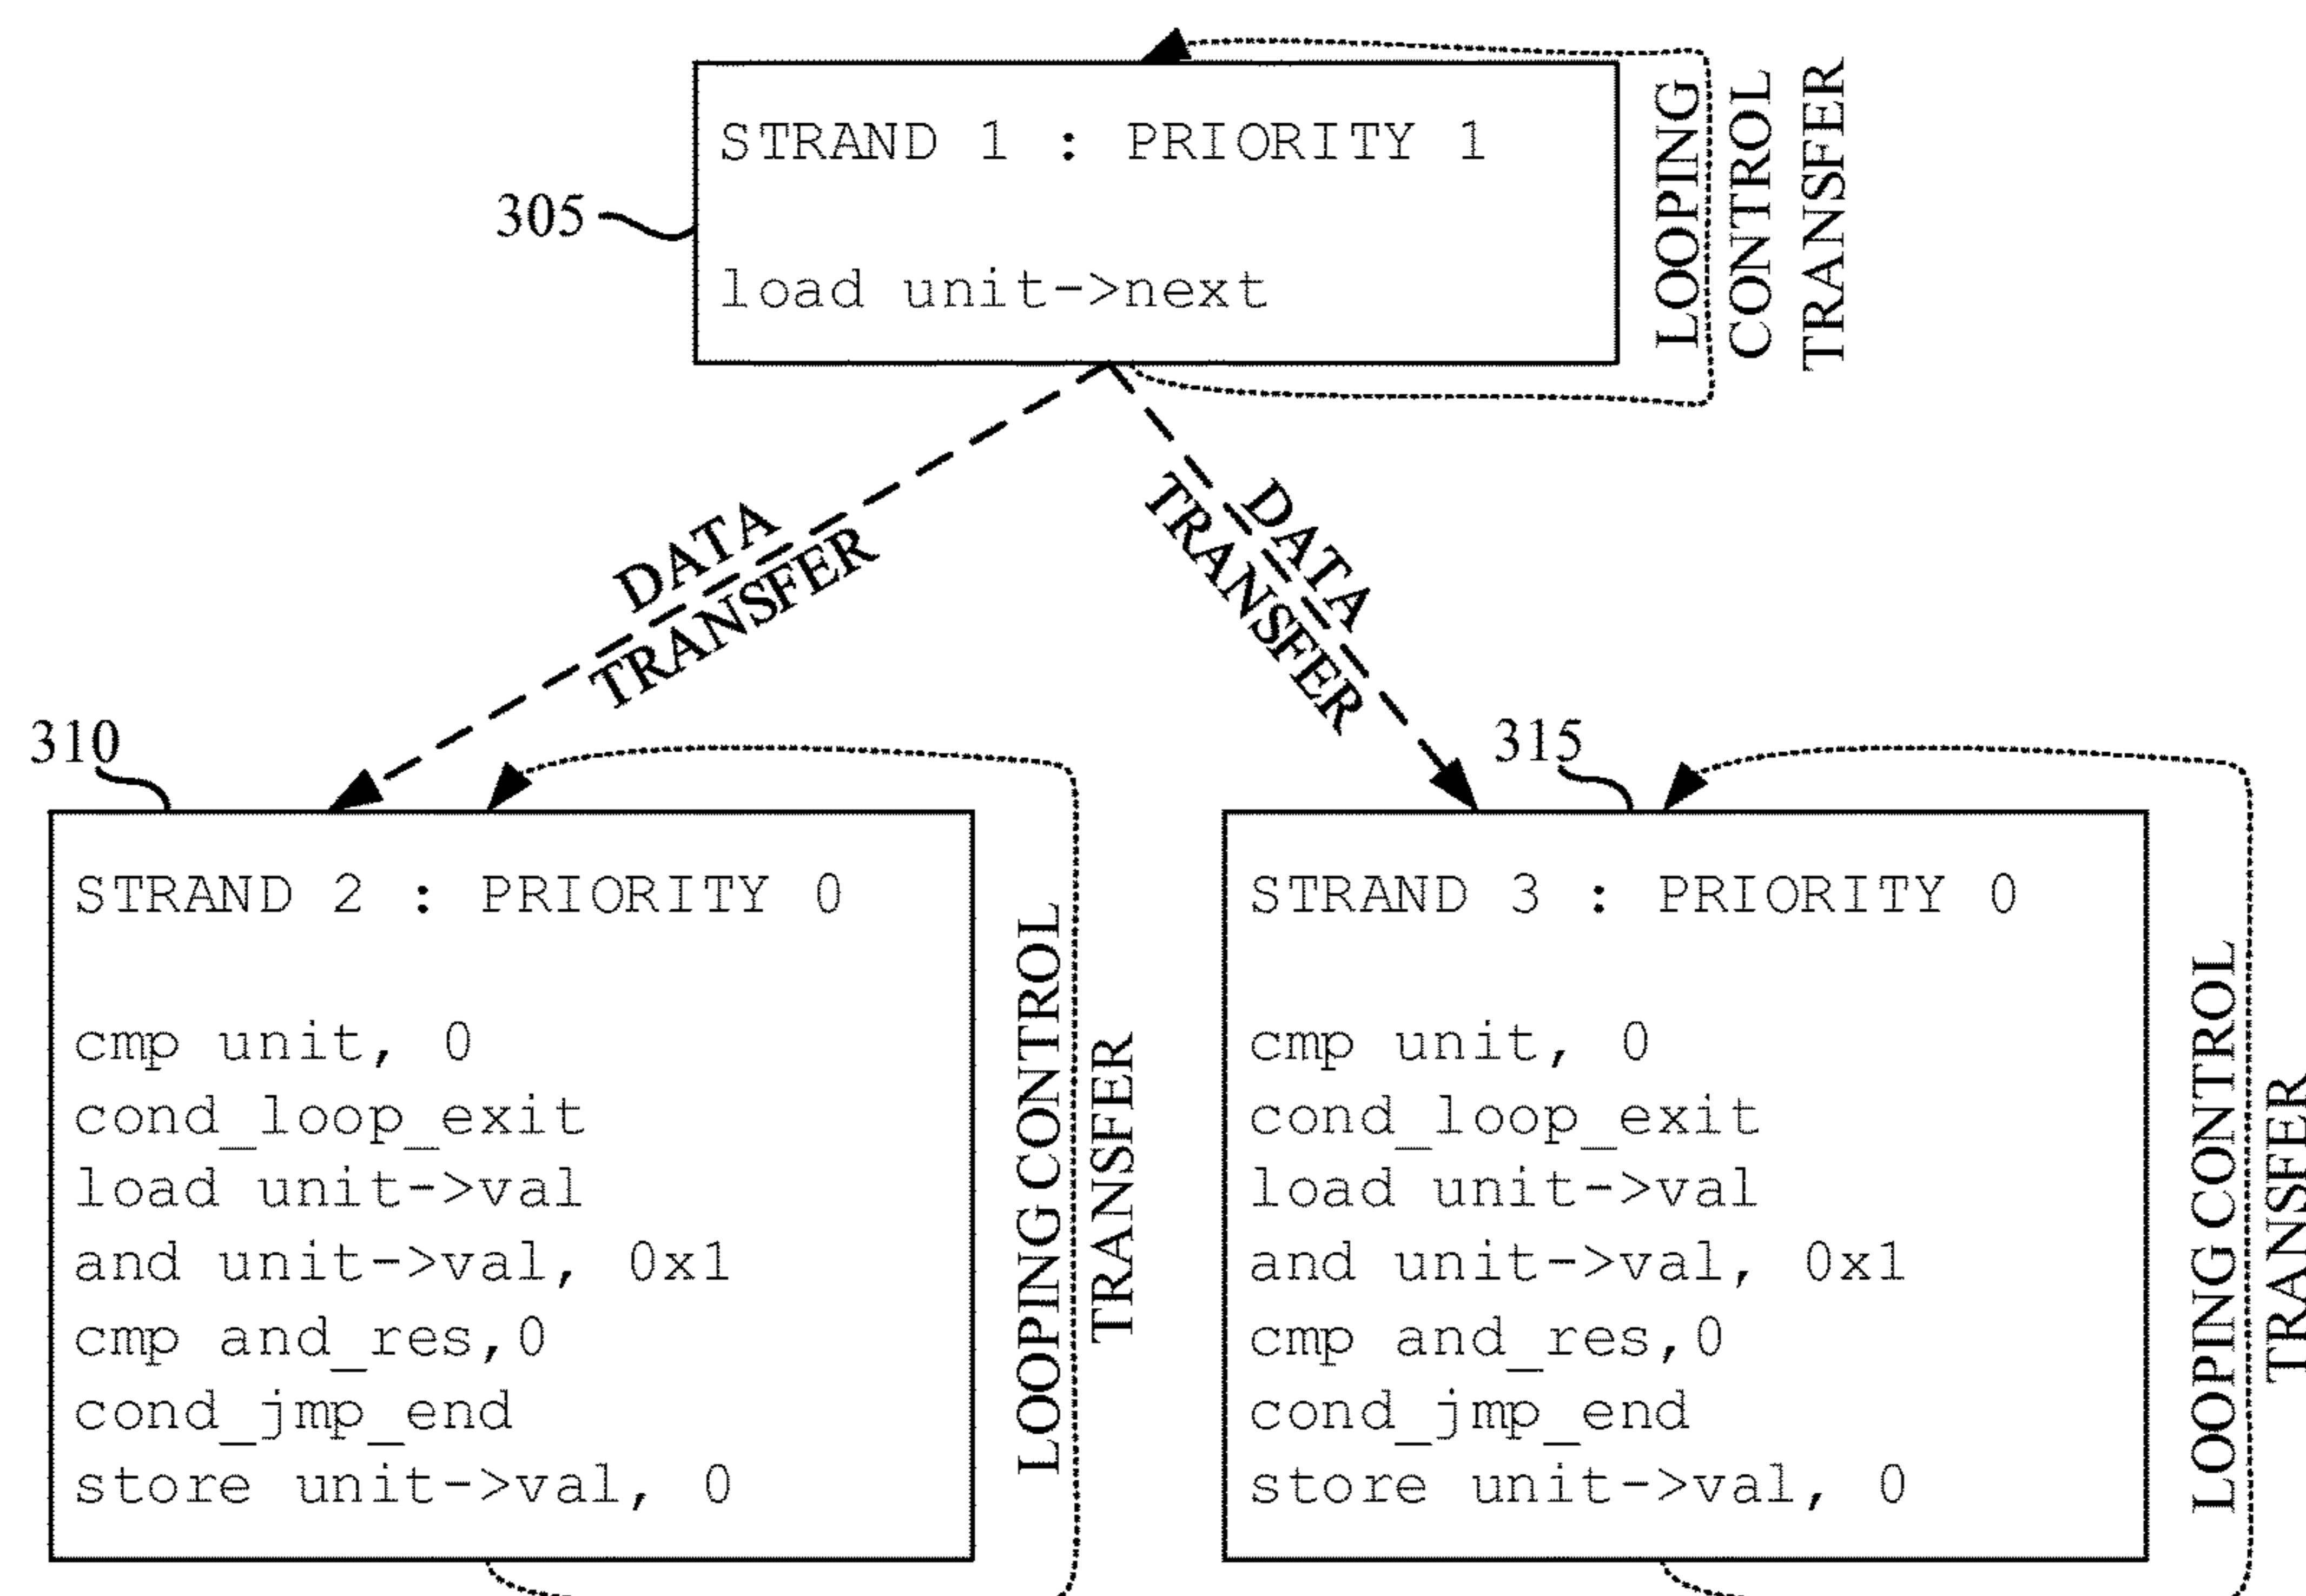 STRAND 1 : PRIORITY 1
305
load unit->next
LOOPING
CONTROL
TRANSFER
DATA
TRANSFER
DATA
TRANSFER
310
STRAND 2 : PRIORITY 0
cmp unit, 0
cond_loop_exit
load unit->val
and unit->val, 0x1
cmp and_res,0
cond_jmp_end
store unit->val, 0
LOOPING CONTROL
TRANSFER
315
STRAND 3 : PRIORITY 0
cmp unit, 0
cond_loop_exit
load unit->val
and unit->val, 0x1
cmp and_res,0
cond_jmp_end
store unit->val, 0
LOOPING CONTROL
TRANSFER